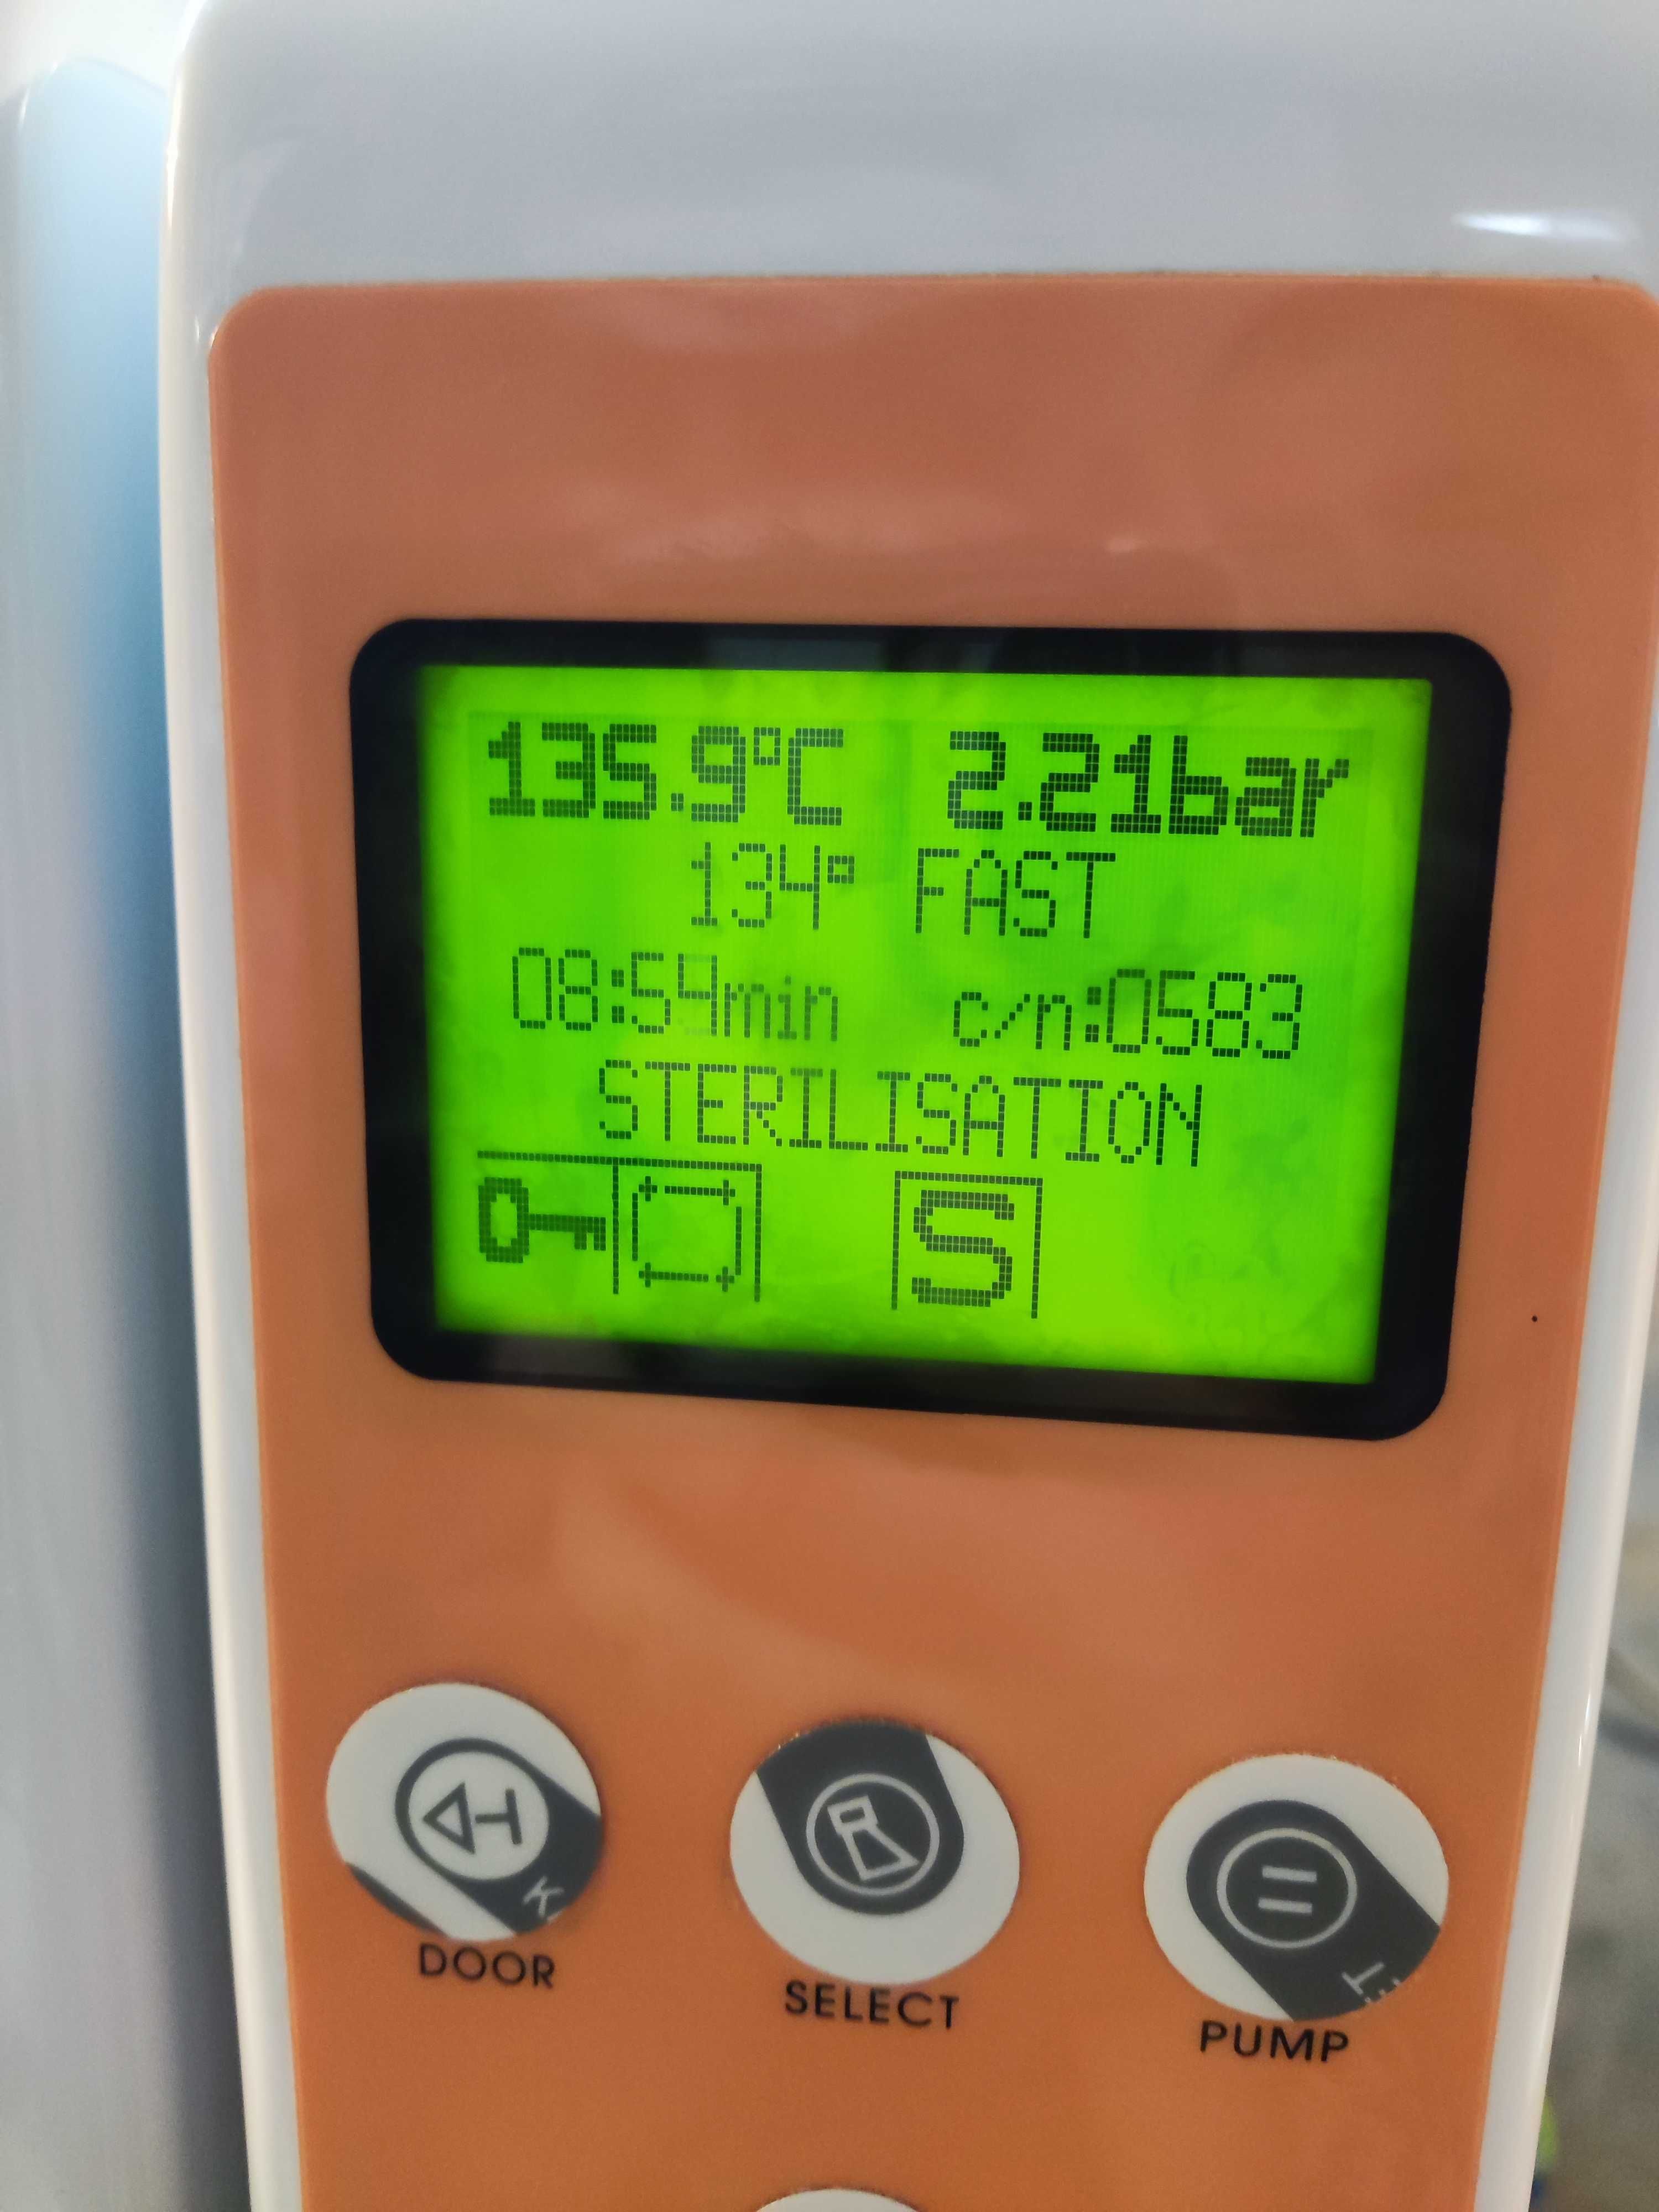 135.9°C 2.21bar
134° FAST
08:54min c/n:0583
STERILISATION
S
K
T
DOOR
SELECT
PUMP